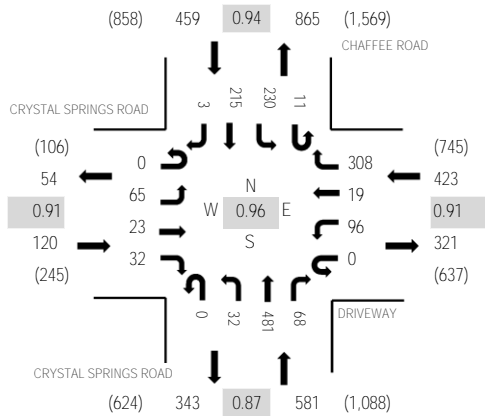 (858) 459 0.94 865 (1,569)
CHAFFEE ROAD
CRYSTAL SPRINGS ROAD
3 215 230 11
(106)
54
0.91
120
(245)
0
65
23
32
N
W 0.96 E
S
308
19
96
0
(745)
423
0.91
321
(637)
0 32 481 68
DRIVEWAY
CRYSTAL SPRINGS ROAD
(624) 343 0.87 581 (1,088)